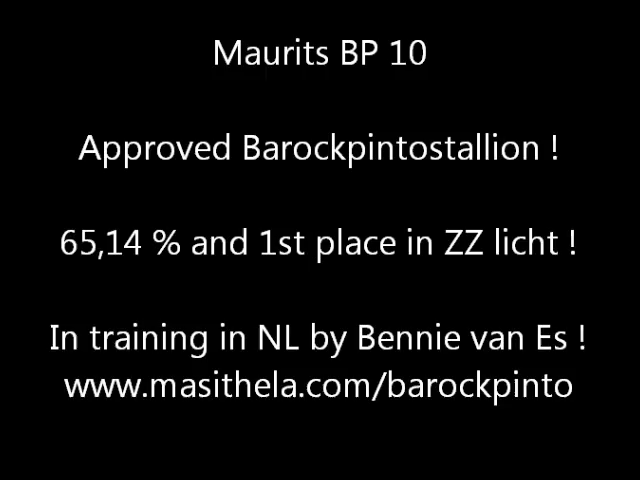 Maurits BP 10
Approved Barockpintostallion !
65,14 % and 1st place in ZZ licht !
In training in NL by Bennie van Es !
www.masithela.com/barockpinto